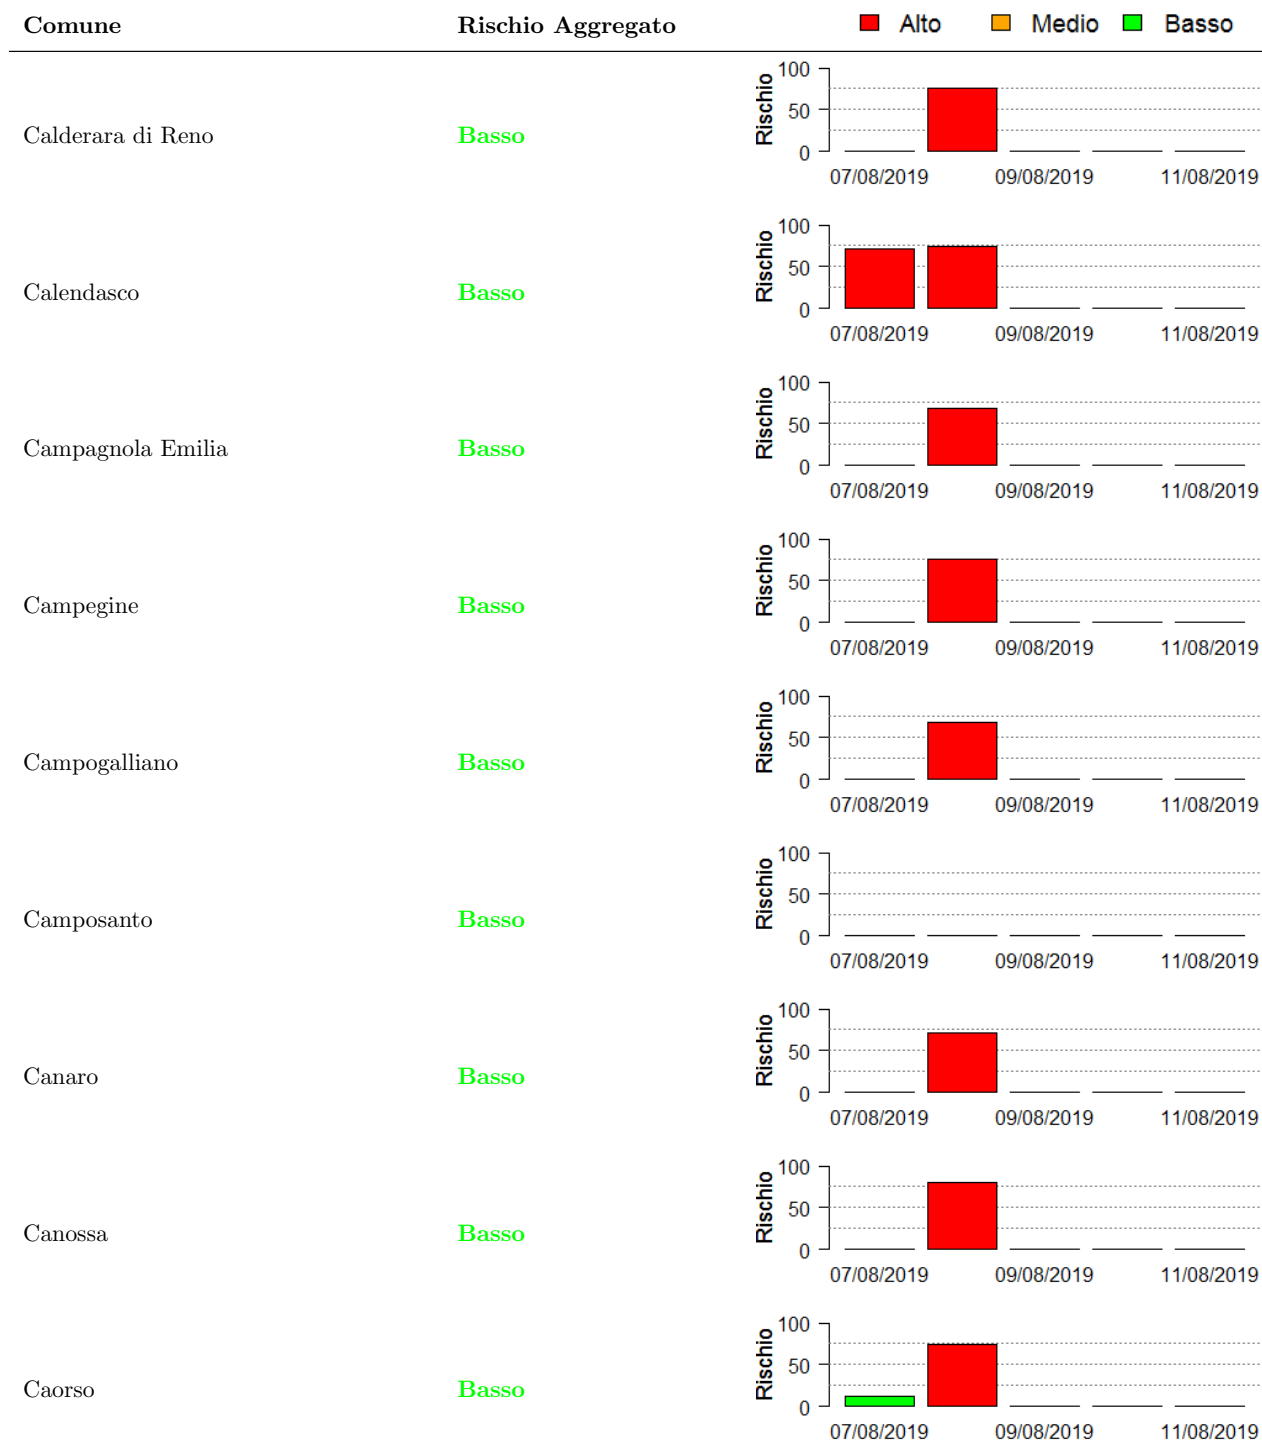 Comune Rischio Aggregato Alto Medio Basso
100
Rischio
50
Calderara di Reno Basso
0
07/08/2019 09/08/2019 11/08/2019
100
Rischio
50
Calendasco Basso
0
07/08/2019 09/08/2019 11/08/2019
100
Rischio
50
Campagnola Emilia Basso
0
07/08/2019 09/08/2019 11/08/2019
100
Rischio
50
Campegine Basso
0
07/08/2019 09/08/2019 11/08/2019
100
Rischio
50
Campogalliano Basso
0
07/08/2019 09/08/2019 11/08/2019
100
Rischio
50
Camposanto Basso
0
07/08/2019 09/08/2019 11/08/2019
100
Rischio
50
Canaro Basso
0
07/08/2019 09/08/2019 11/08/2019
100
Rischio
50
Canossa Basso
0
07/08/2019 09/08/2019 11/08/2019
100
Rischio
50
Caorso Basso
0
07/08/2019 09/08/2019 11/08/2019